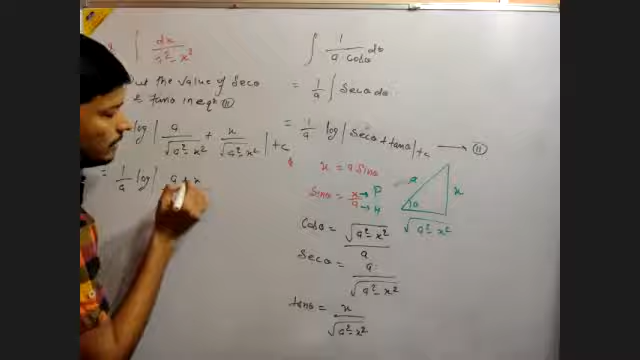 ∫ dx / a² - x²
Put the value of Secθ
& tanθ in eqⁿ (II)
log | a / √(a² - x²) + x / √(a² - x²) | + c
= 1/a log | a + x
∫ 1 / (a cosθ) dθ
= 1/a ∫ Secθ dθ
= 1/a log | Secθ + tanθ | + c → (II)
x = a Sinθ
Sinθ = x/a → P → H
Cosθ = √(a² - x²) / a
Secθ = a / √(a² - x²)
tanθ = x / √(a² - x²)
a
x
θ
√(a² - x²)